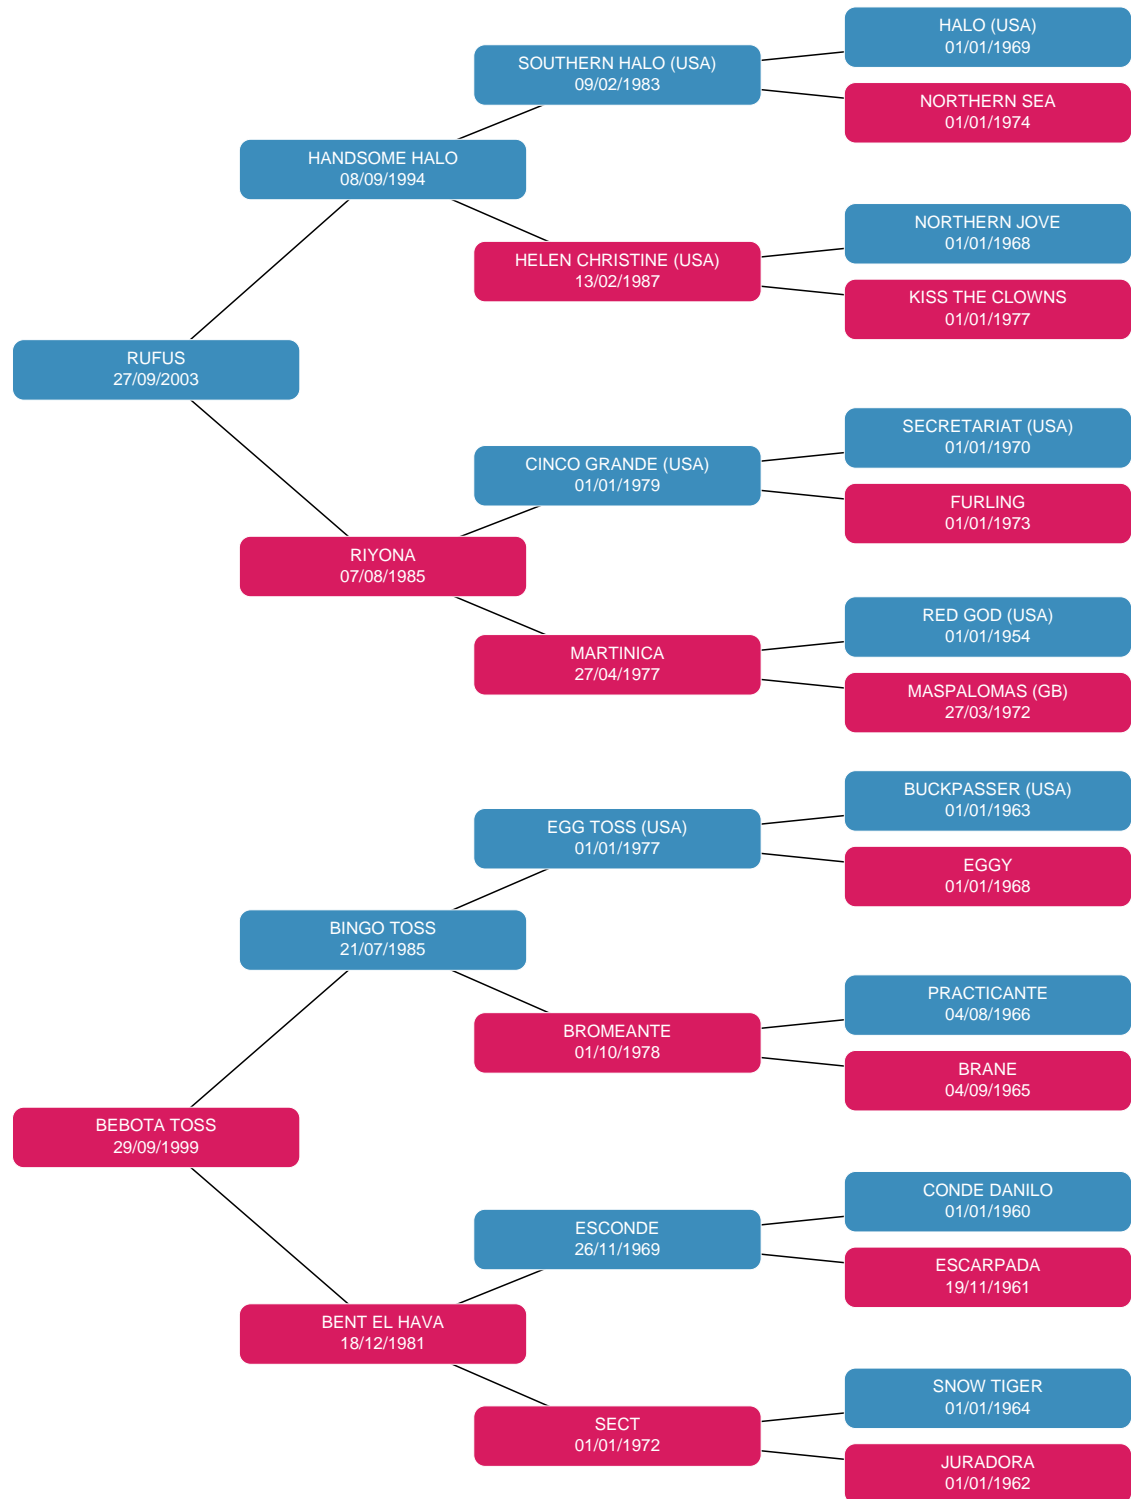 HALO (USA)
01/01/1969
SOUTHERN HALO (USA)
09/02/1983
NORTHERN SEA
01/01/1974
HANDSOME HALO
08/09/1994
NORTHERN JOVE
01/01/1968
HELEN CHRISTINE (USA)
13/02/1987
KISS THE CLOWNS
01/01/1977
RUFUS
27/09/2003
SECRETARIAT (USA)
01/01/1970
CINCO GRANDE (USA)
01/01/1979
FURLING
01/01/1973
RIYONA
07/08/1985
RED GOD (USA)
01/01/1954
MARTINICA
27/04/1977
MASPALOMAS (GB)
27/03/1972
BUCKPASSER (USA)
01/01/1963
EGG TOSS (USA)
01/01/1977
EGGY
01/01/1968
BINGO TOSS
21/07/1985
PRACTICANTE
04/08/1966
BROMEANTE
01/10/1978
BRANE
04/09/1965
BEBOTA TOSS
29/09/1999
CONDE DANILO
01/01/1960
ESCONDE
26/11/1969
ESCARPADA
19/11/1961
BENT EL HAVA
18/12/1981
SNOW TIGER
01/01/1964
SECT
01/01/1972
JURADORA
01/01/1962